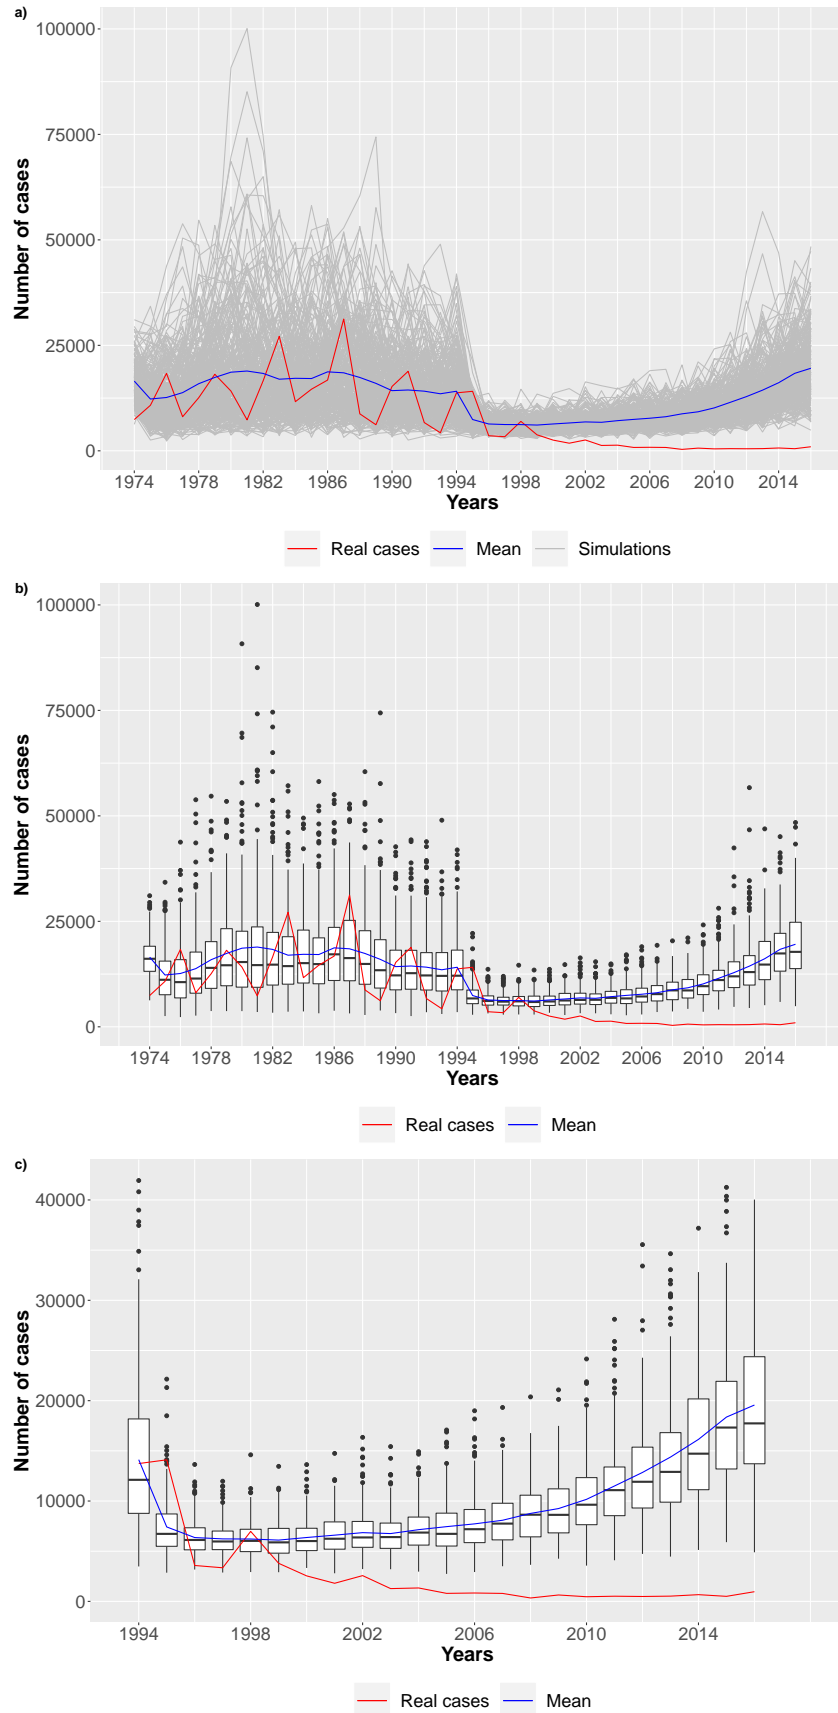 a)
100000
75000
50000
25000
0
Number of cases
1974 1978 1982 1986 1990 1994 1998 2002 2006 2010 2014
Years
Real cases Mean Simulations
b)
100000
75000
50000
25000
0
Number of cases
1974 1978 1982 1986 1990 1994 1998 2002 2006 2010 2014
Years
Real cases Mean
c)
40000
30000
20000
10000
0
Number of cases
1994 1998 2002 2006 2010 2014
Years
Real cases Mean